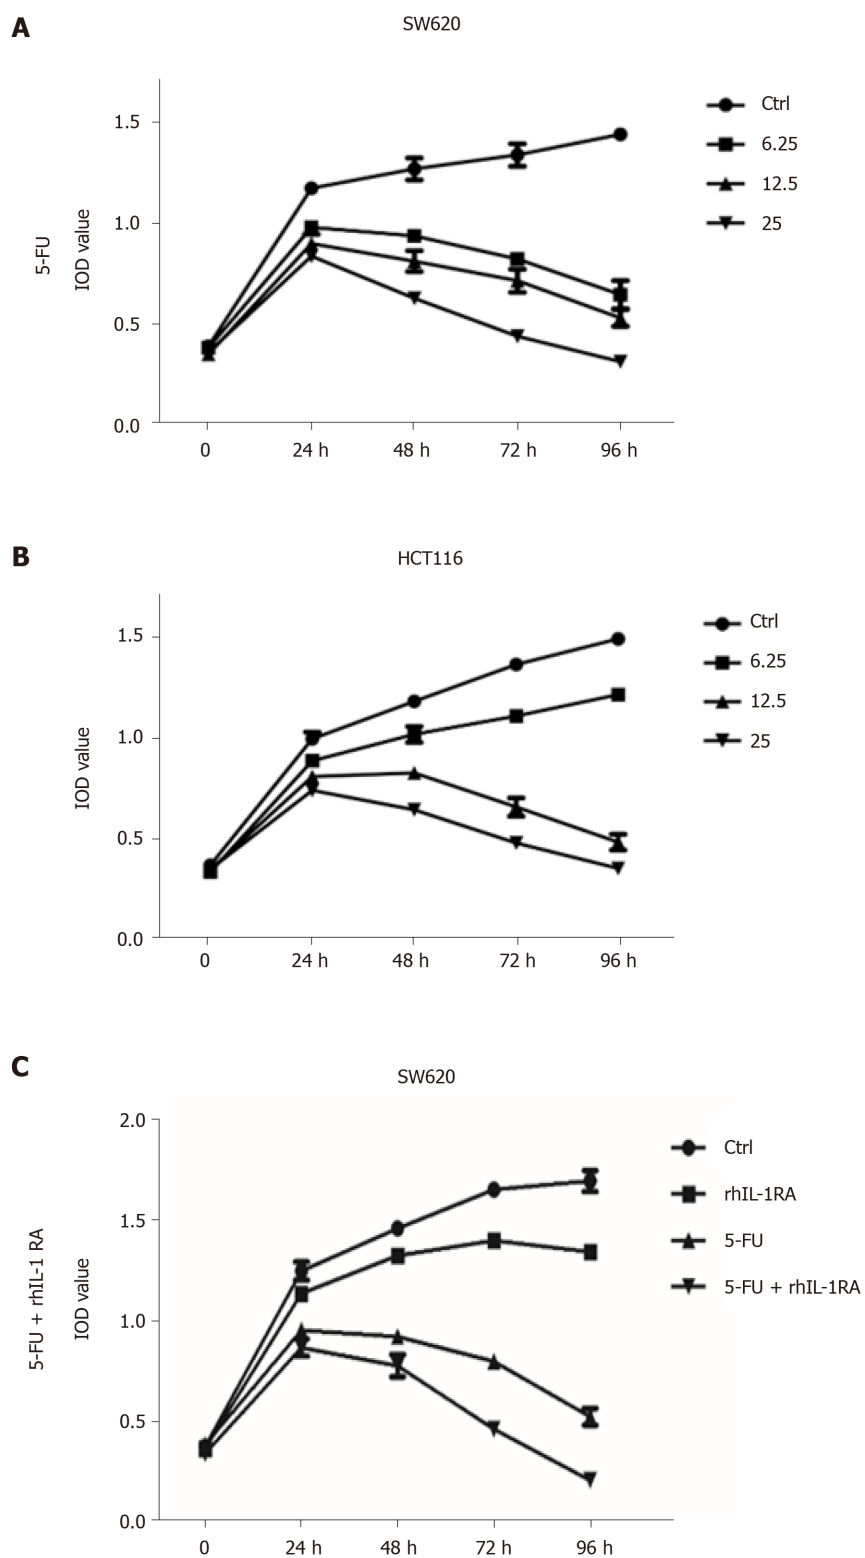 A
SW620
5-FU
IOD value
1.5
1.0
0.5
0.0
0 24 h 48 h 72 h 96 h
Ctrl
6.25
12.5
25
B
HCT116
IOD value
1.5
1.0
0.5
0.0
0 24 h 48 h 72 h 96 h
Ctrl
6.25
12.5
25
C
SW620
5-FU + rhIL-1 RA
IOD value
2.0
1.5
1.0
0.5
0.0
0 24 h 48 h 72 h 96 h
Ctrl
rhIL-1RA
5-FU
5-FU + rhIL-1RA